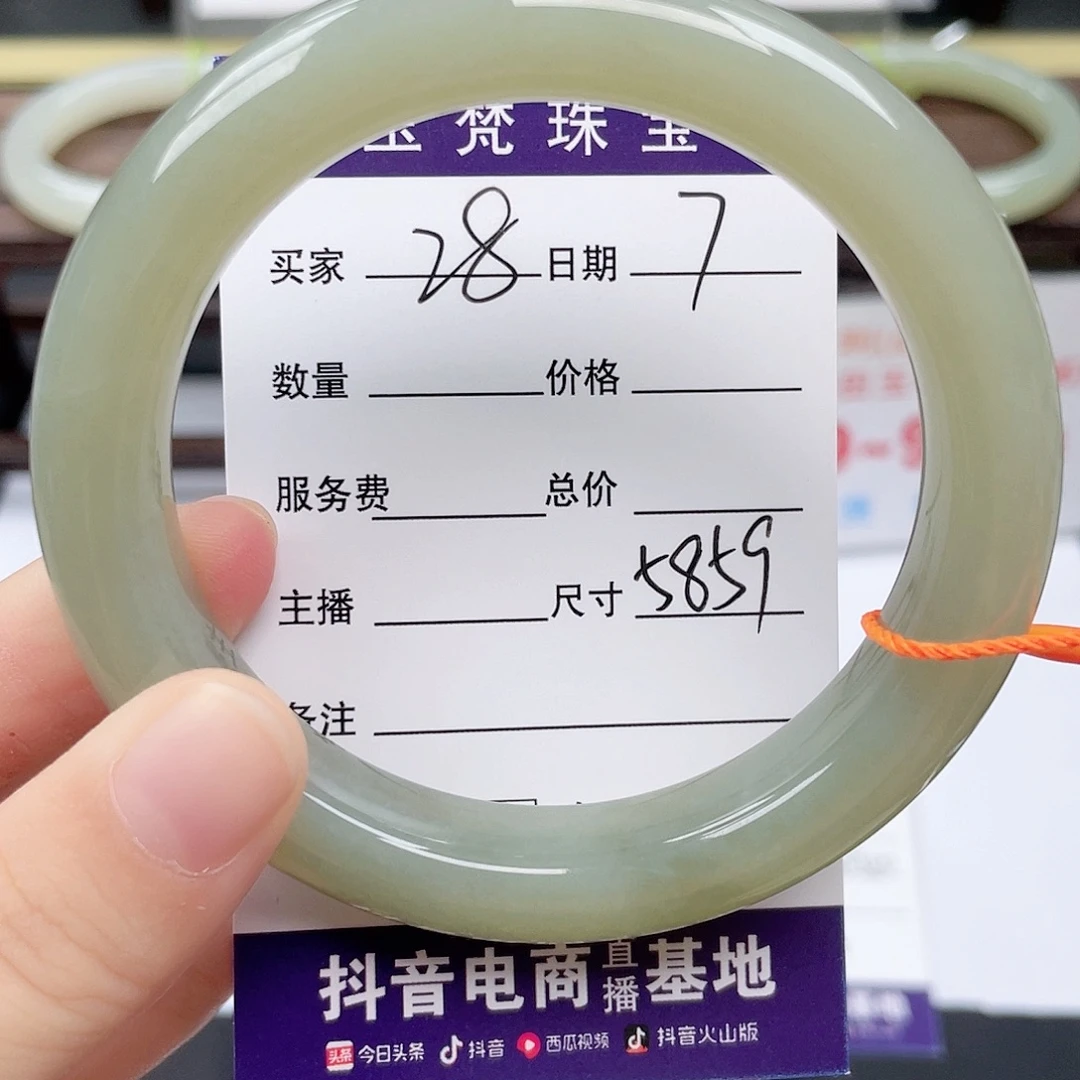 梵珠宝
买家 28 日期 7
数量 价格
服务费 总价
主播 尺寸 5859
备注
抖音电商直播基地
头条 今日头条 抖音 西瓜视频 抖音火山版